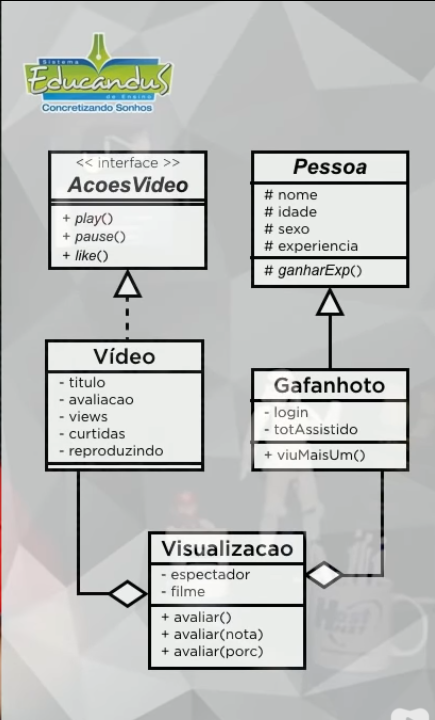 Sistema
Educandus
de Ensino
Concretizando Sonhos
<< interface >>
AcoesVideo
+ play()
+ pause()
+ like()
Pessoa
# nome
# idade
# sexo
# experiencia
# ganharExp()
Vídeo
- titulo
- avaliacao
- views
- curtidas
- reproduzindo
Gafanhoto
- login
- totAssistido
+ viuMaisUm()
Visualizacao
- espectador
- filme
+ avaliar()
+ avaliar(nota)
+ avaliar(porc)